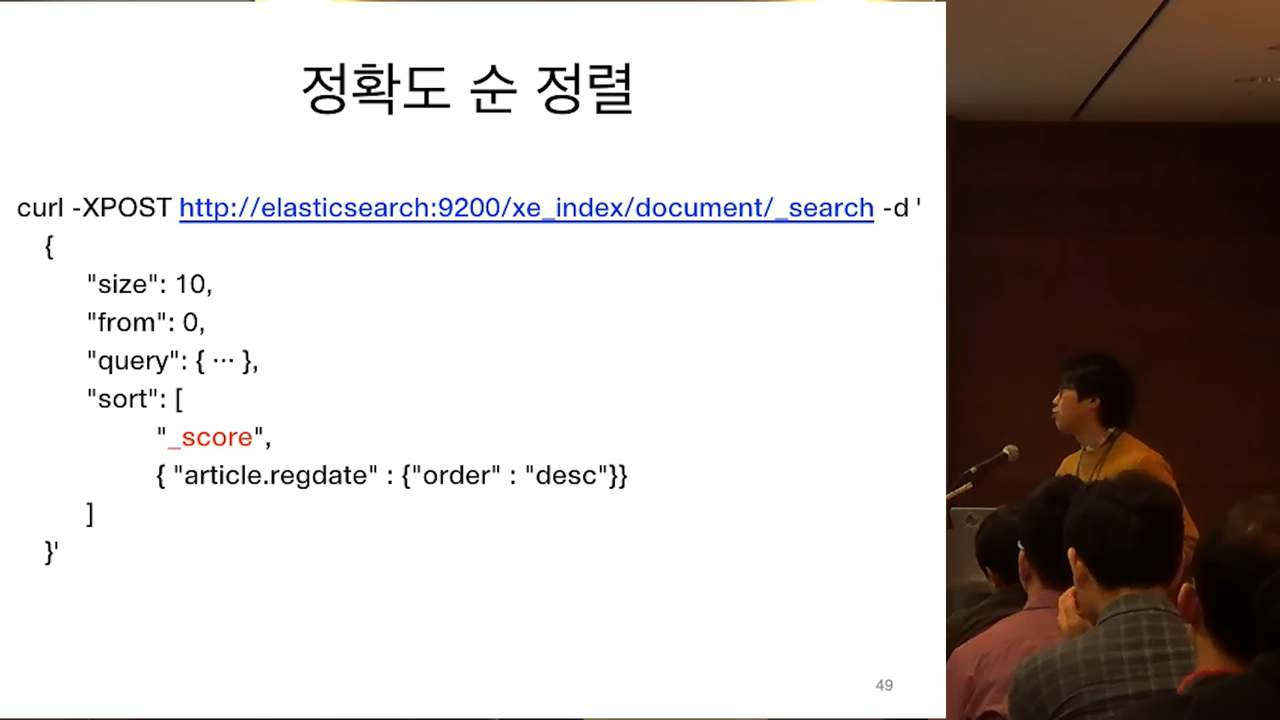 정확도 순 정렬
curl -XPOST http://elasticsearch:9200/xe_index/document/_search -d '
{
"size": 10,
"from": 0,
"query": { ··· },
"sort": [
"_score",
{ "article.regdate" : {"order" : "desc"}}
]
}'
49